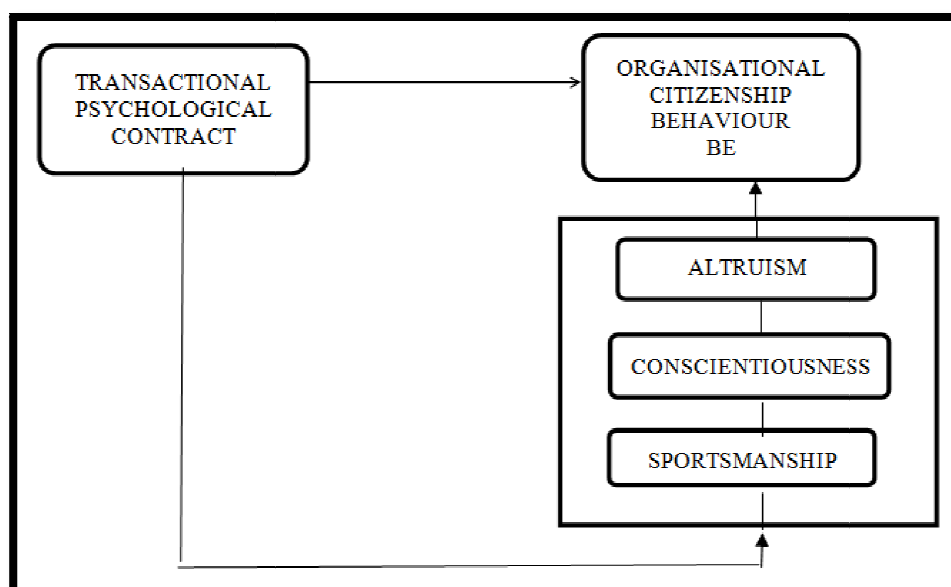 TRANSACTIONAL
PSYCHOLOGICAL
CONTRACT
ORGANISATIONAL
CITIZENSHIP
BEHAVIOUR
BE
ALTRUISM
CONSCIENTIOUSNESS
SPORTSMANSHIP